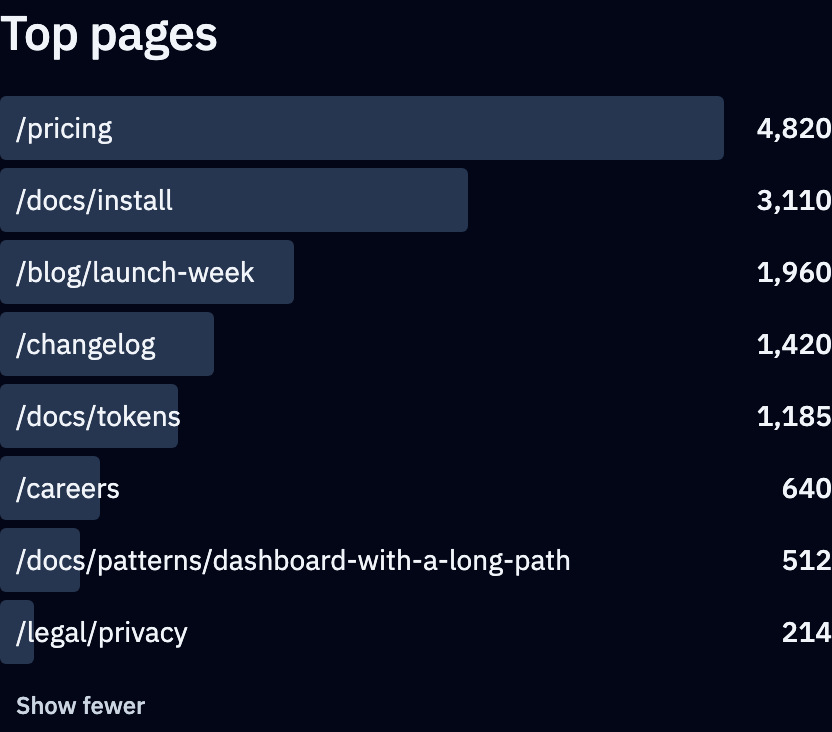 Top pages
/pricing 4,820
/docs/install 3,110
/blog/launch-week 1,960
/changelog 1,420
/docs/tokens 1,185
/careers 640
/docs/patterns/dashboard-with-a-long-path 512
/legal/privacy 214
Show fewer